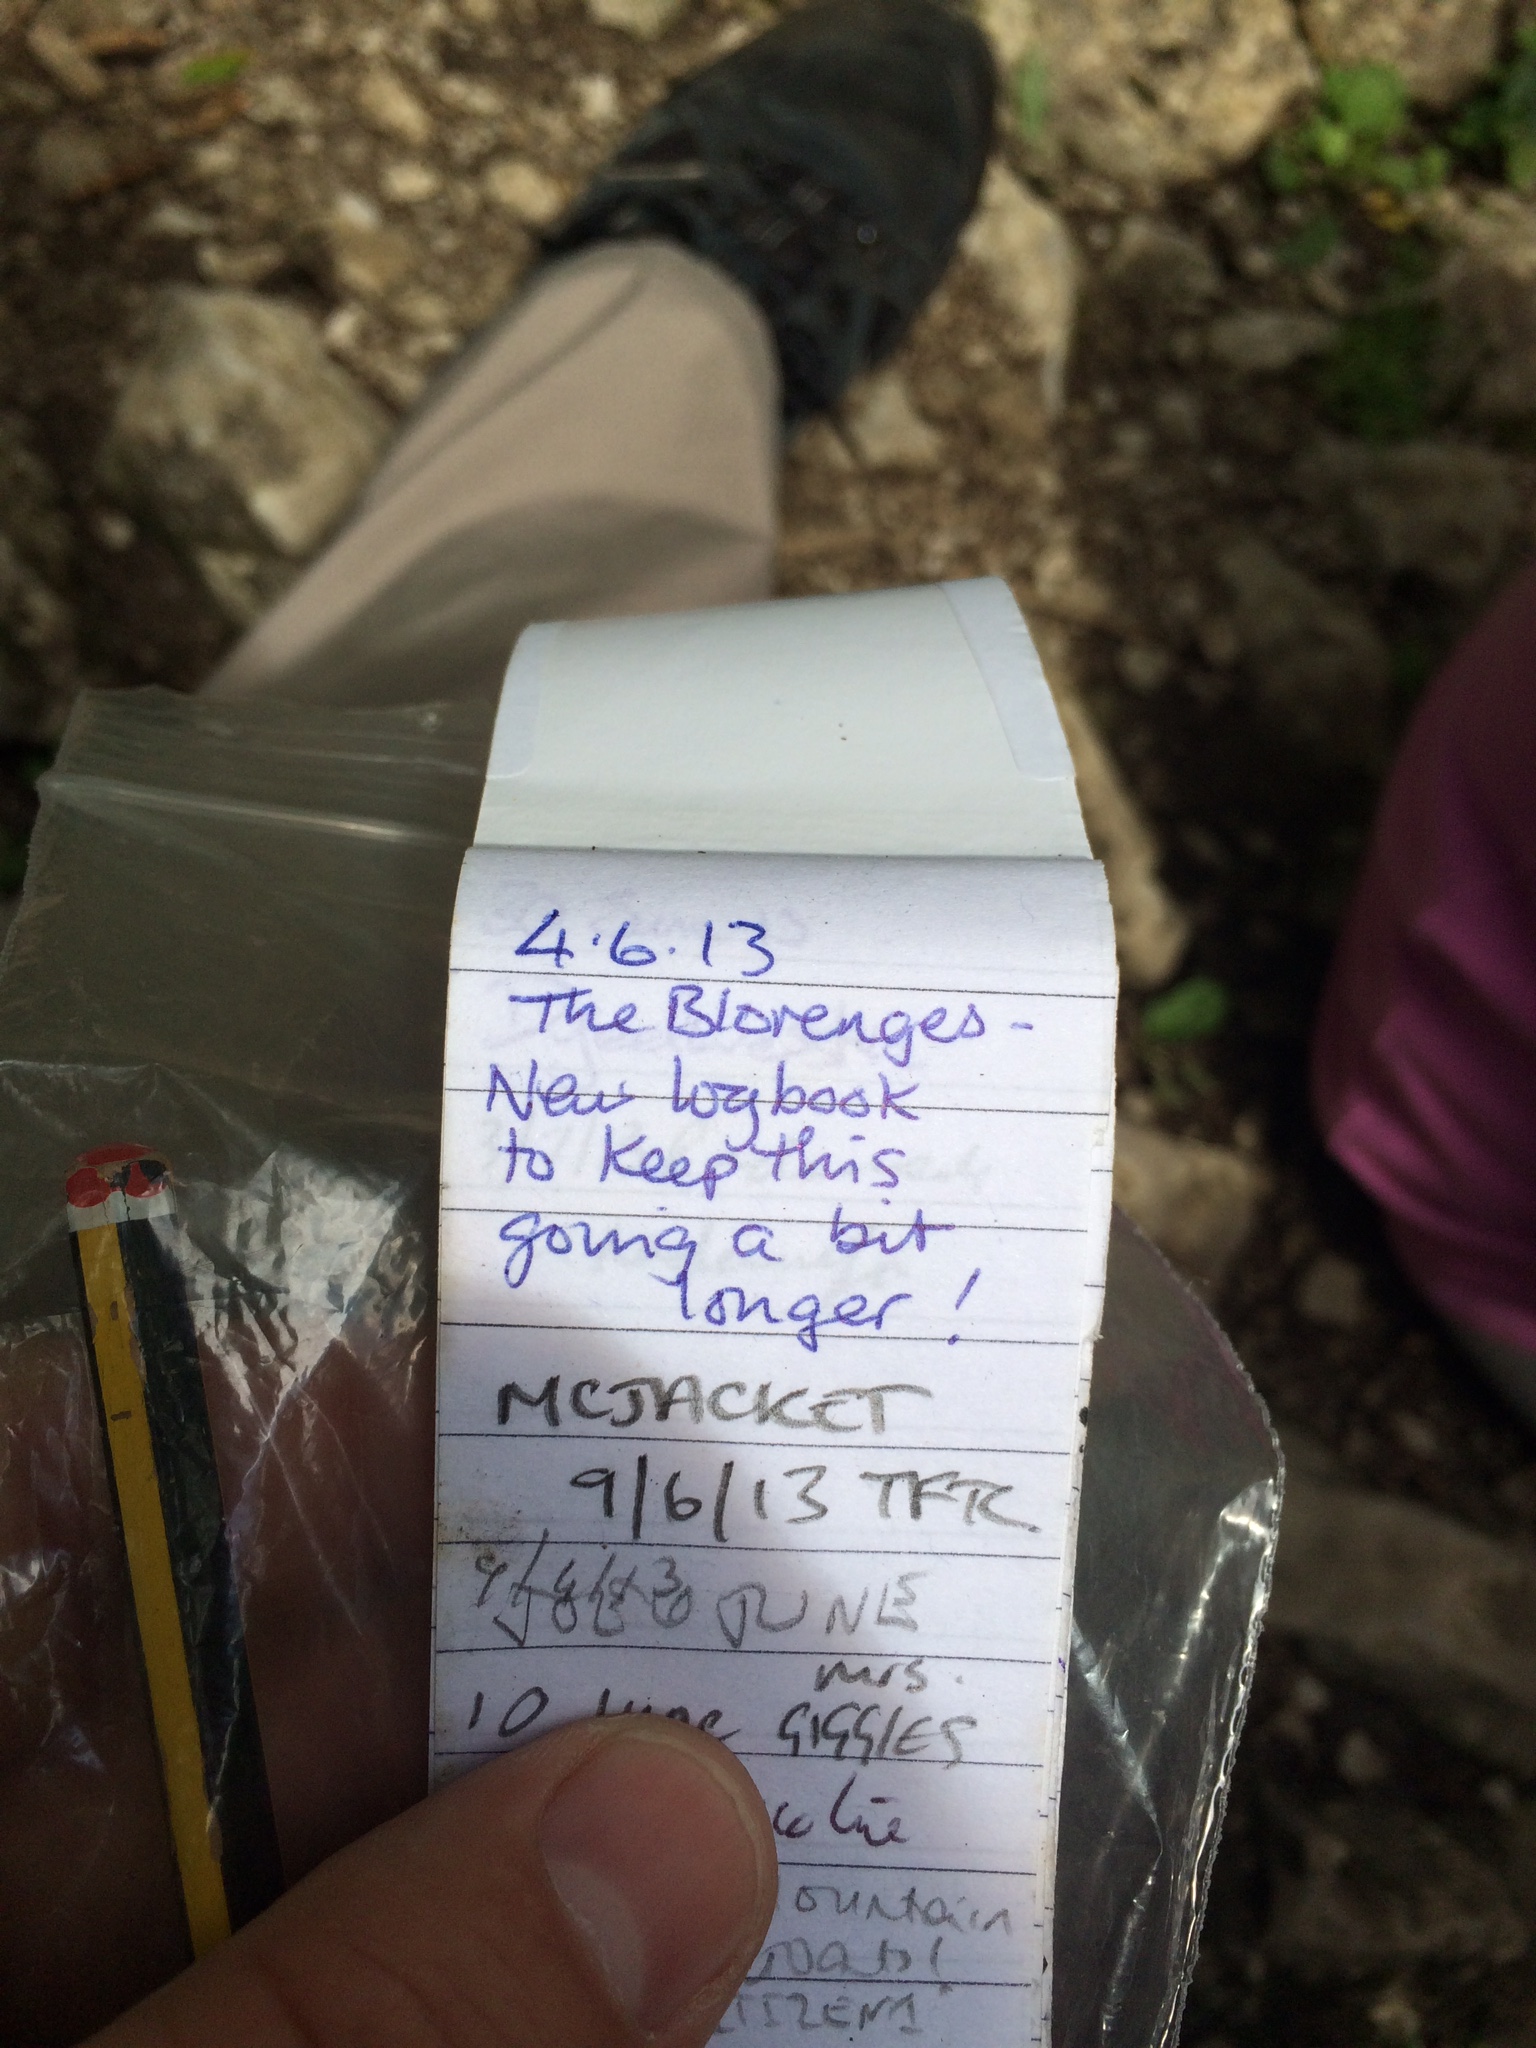 4.6.13
The Blorenges -
New logbook
to keep this
going a bit
longer!
MCJACKET
9/6/13 TFTC
JUNE
mrs.
10 June GIGGLES